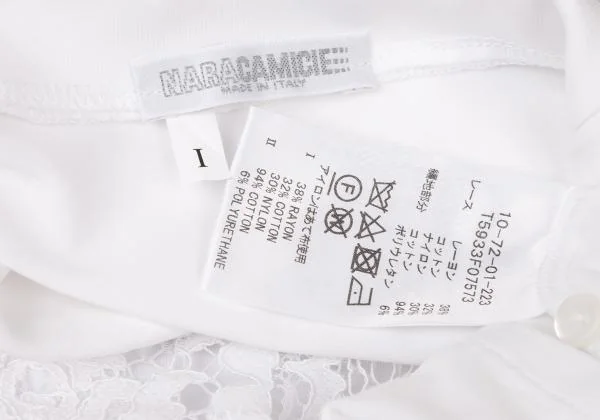 NARACAMICIE
MADE IN ITALY
I
10-72-01-223
T5933F07573
レース
レーヨン 38%
コットン 32%
ナイロン 30%
編地部分
コットン 94%
ポリウレタン 6%
アイロンはあて布使用
I
38% RAYON
32% COTTON
30% NYLON
II
94% COTTON
6% POLYURETHANE